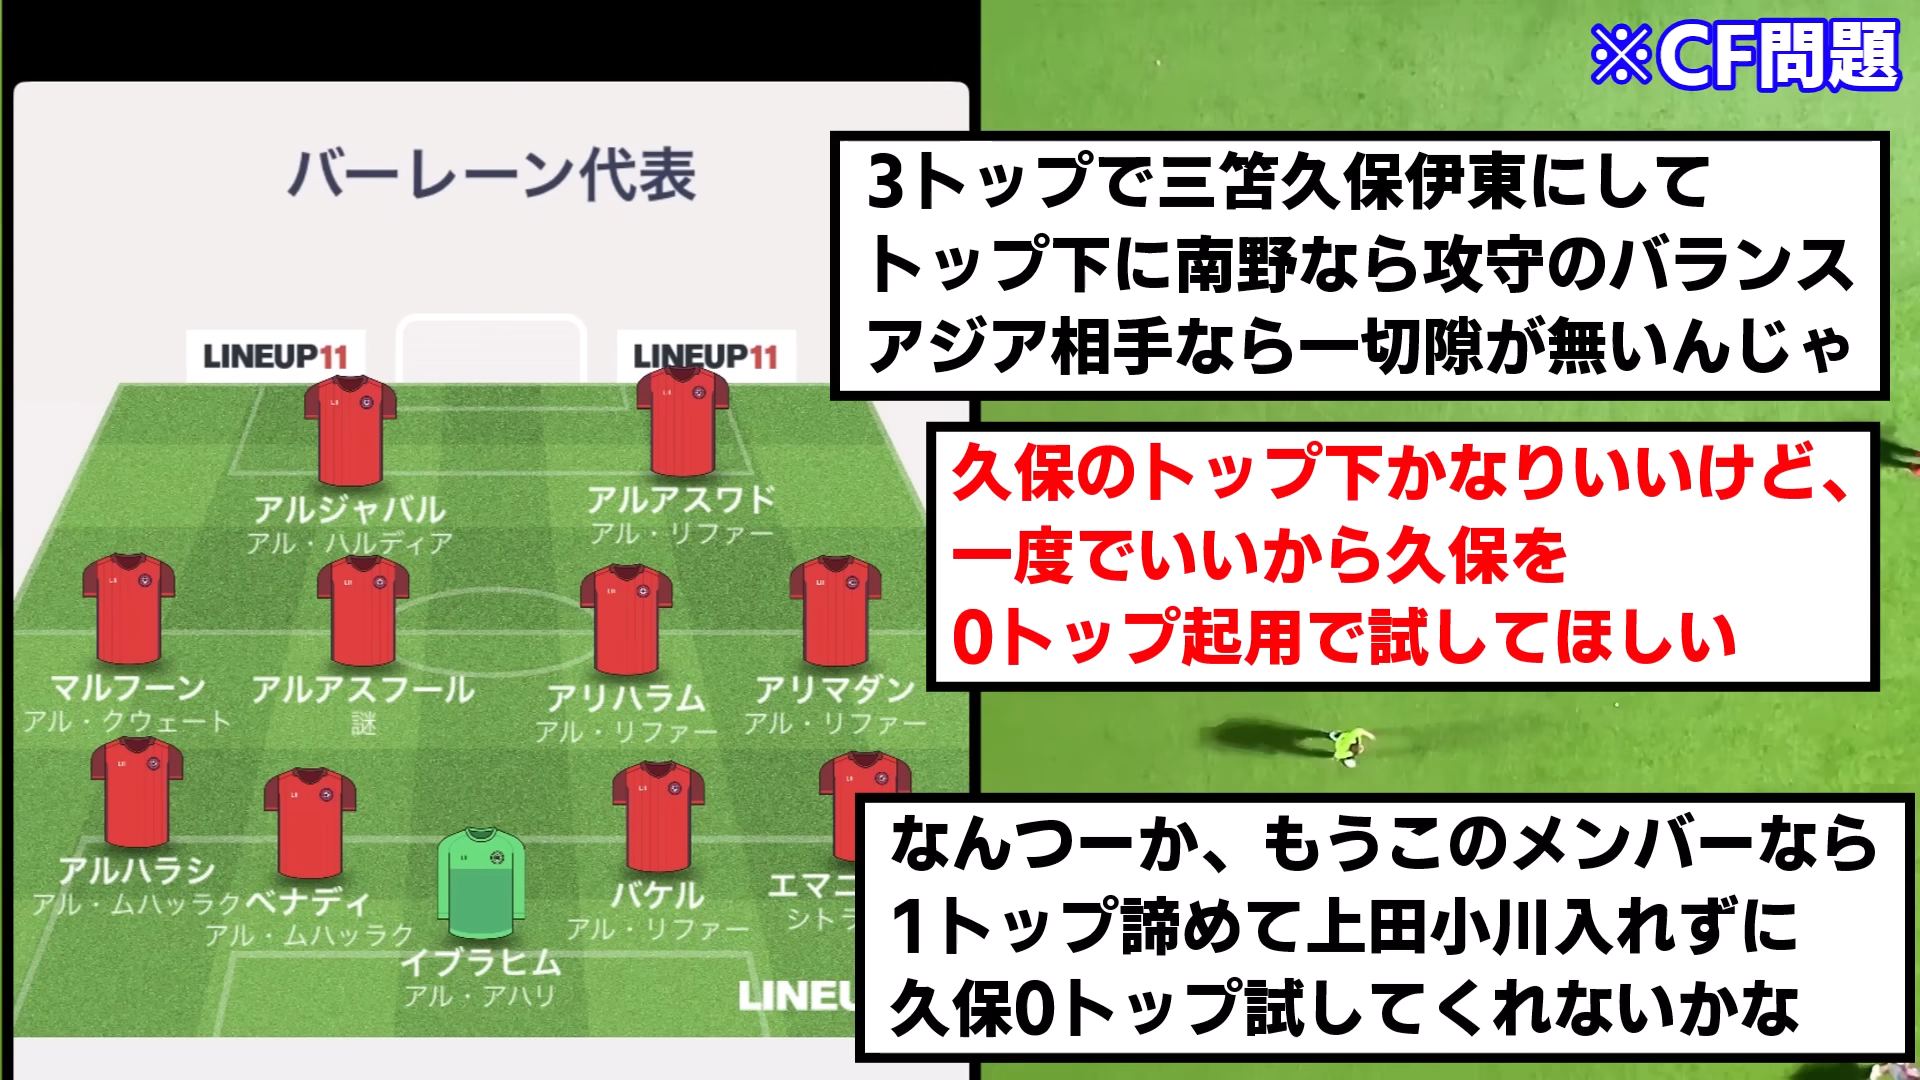 ※CF問題
バーレーン代表
LINEUP11
LINEUP11
アルジャバル
アル・ハルディア
アルアスワド
アル・リファー
マルフーン
アル・クウェート
アルアスフール
謎
アリハラム
アル・リファー
アリマダン
アル・リファー
アルハラシ
アル・ムハッラク
ベナディ
アル・ムハッラク
イブラヒム
アル・アハリ
バケル
アル・リファー
エマニ
シトラ
LINEU
3トップで三笘久保伊東にして
トップ下に南野なら攻守のバランス
アジア相手なら一切隙が無いんじゃ
久保のトップ下かなりいいけど、
一度でいいから久保を
0トップ起用で試してほしい
なんつーか、もうこのメンバーなら
1トップ諦めて上田小川入れずに
久保0トップ試してくれないかな